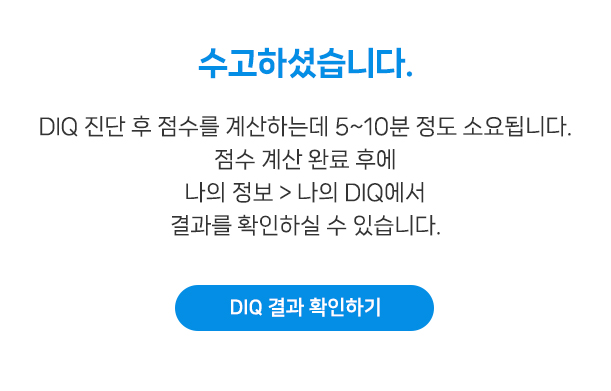 수고하셨습니다.
DIQ 진단 후 점수를 계산하는데 5~10분 정도 소요됩니다.
점수 계산 완료 후에
나의 정보 > 나의 DIQ에서
결과를 확인하실 수 있습니다.
DIQ 결과 확인하기